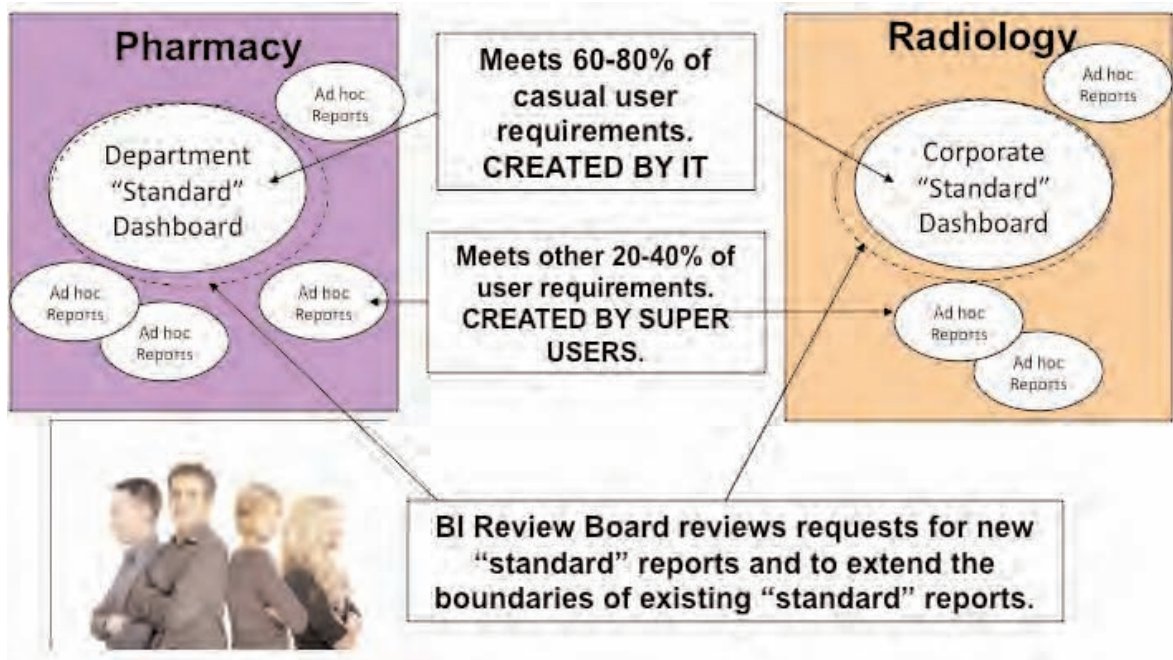 Pharmacy
Ad hoc
Reports
Department
“Standard”
Dashboard
Ad hoc
Reports
Ad hoc
Reports
Ad hoc
Reports
Meets 60-80% of
casual user
requirements.
CREATED BY IT
Meets other 20-40% of
user requirements.
CREATED BY SUPER
USERS.
Radiology
Ad hoc
Reports
Corporate
“Standard”
Dashboard
Ad hoc
Reports
Ad hoc
Reports
BI Review Board reviews requests for new
“standard” reports and to extend the
boundaries of existing “standard” reports.